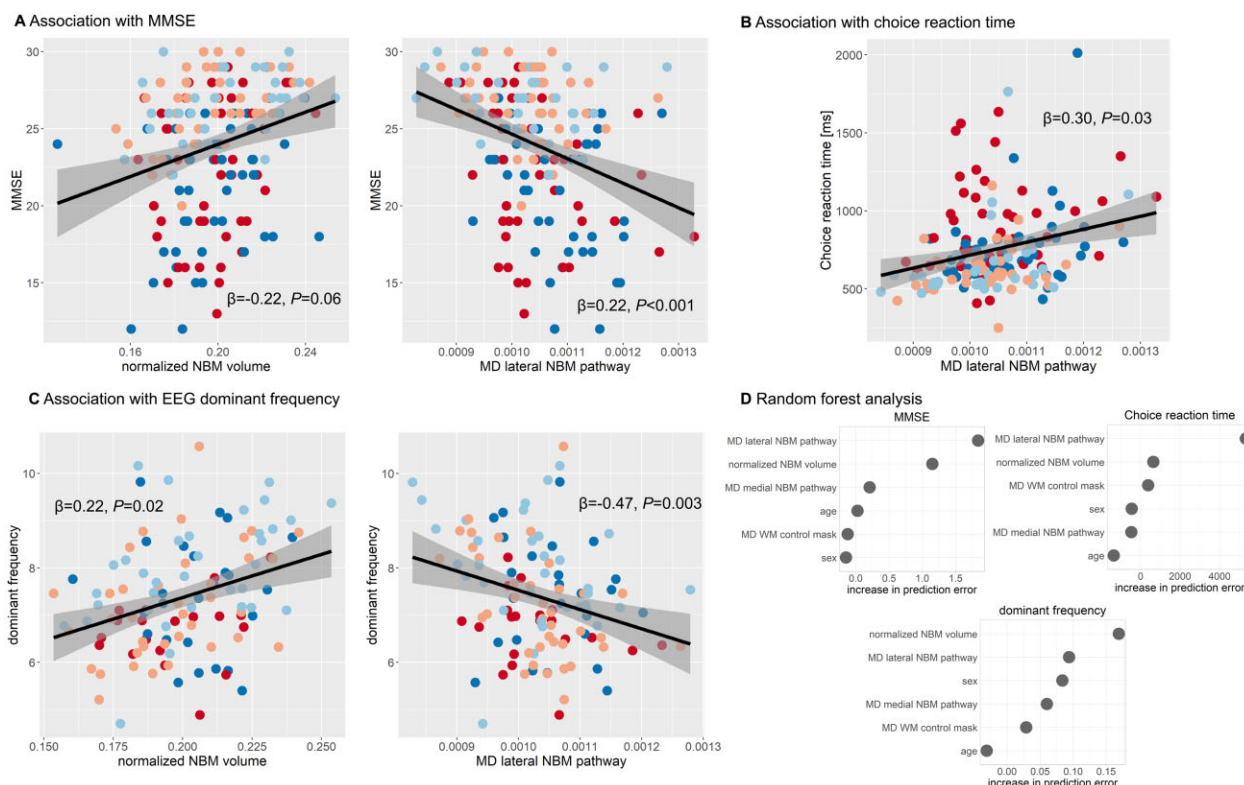 A Association with MMSE
30
25
20
15
MMSE
β=-0.22, P=0.06
0.16 0.20 0.24
normalized NBM volume
30
25
20
15
MMSE
β=0.22, P<0.001
0.0009 0.0010 0.0011 0.0012 0.0013
MD lateral NBM pathway
B Association with choice reaction time
2000
1500
1000
500
Choice reaction time [ms]
β=0.30, P=0.03
0.0009 0.0010 0.0011 0.0012 0.0013
MD lateral NBM pathway
C Association with EEG dominant frequency
10
8
6
dominant frequency
β=0.22, P=0.02
0.150 0.175 0.200 0.225 0.250
normalized NBM volume
10
8
6
dominant frequency
β=-0.47, P=0.003
0.0009 0.0010 0.0011 0.0012 0.0013
MD lateral NBM pathway
D Random forest analysis
MMSE
MD lateral NBM pathway
normalized NBM volume
MD medial NBM pathway
age
MD WM control mask
sex
0.0 0.5 1.0 1.5
increase in prediction error
Choice reaction time
MD lateral NBM pathway
normalized NBM volume
MD WM control mask
sex
MD medial NBM pathway
age
0 2000 4000
increase in prediction error
dominant frequency
normalized NBM volume
MD lateral NBM pathway
sex
MD medial NBM pathway
MD WM control mask
age
0.00 0.05 0.10 0.15
increase in prediction error